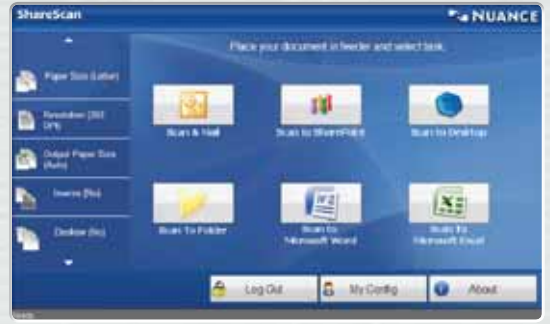 ShareScan
NUANCE
Place your document in feeder and select task.
Paper Size (Letter)
Resolution (200
DPI)
Output Paper Size
(Auto)
Inverse (No)
Deskew (No)
Scan & Mail
Scan to SharePoint
Scan to Desktop
Scan To Folder
Scan to
Microsoft Word
Scan To
Microsoft Excel
Log Out
My Config
About